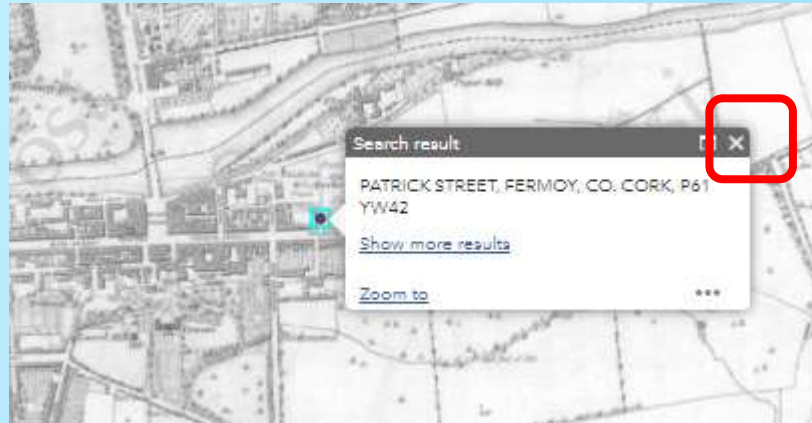 Search result
PATRICK STREET, FERMOY, CO. CORK, P61
YW42
Show more results
Zoom to